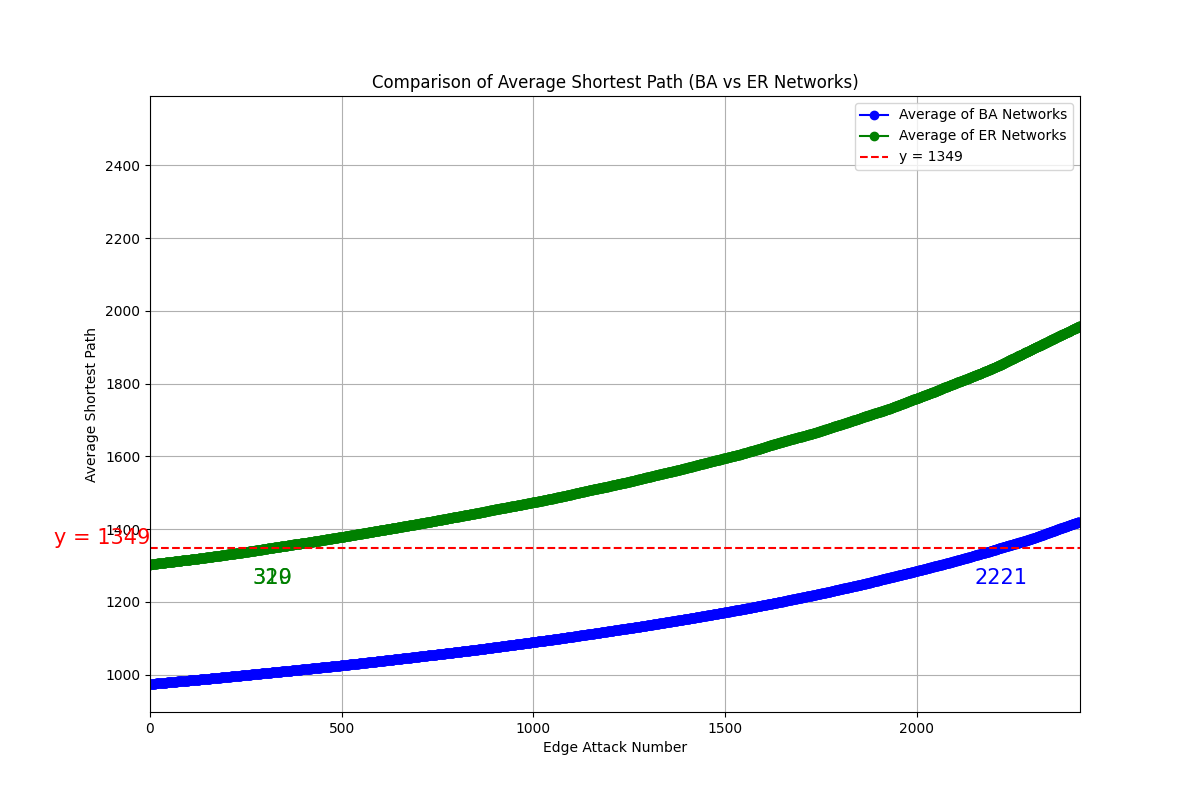 Comparison of Average Shortest Path (BA vs ER Networks)
Average of BA Networks
Average of ER Networks
y = 1349
2400
2200
2000
1800
1600
1400
1200
1000
Average Shortest Path
y = 1349
2221
0
500
1000
1500
2000
Edge Attack Number